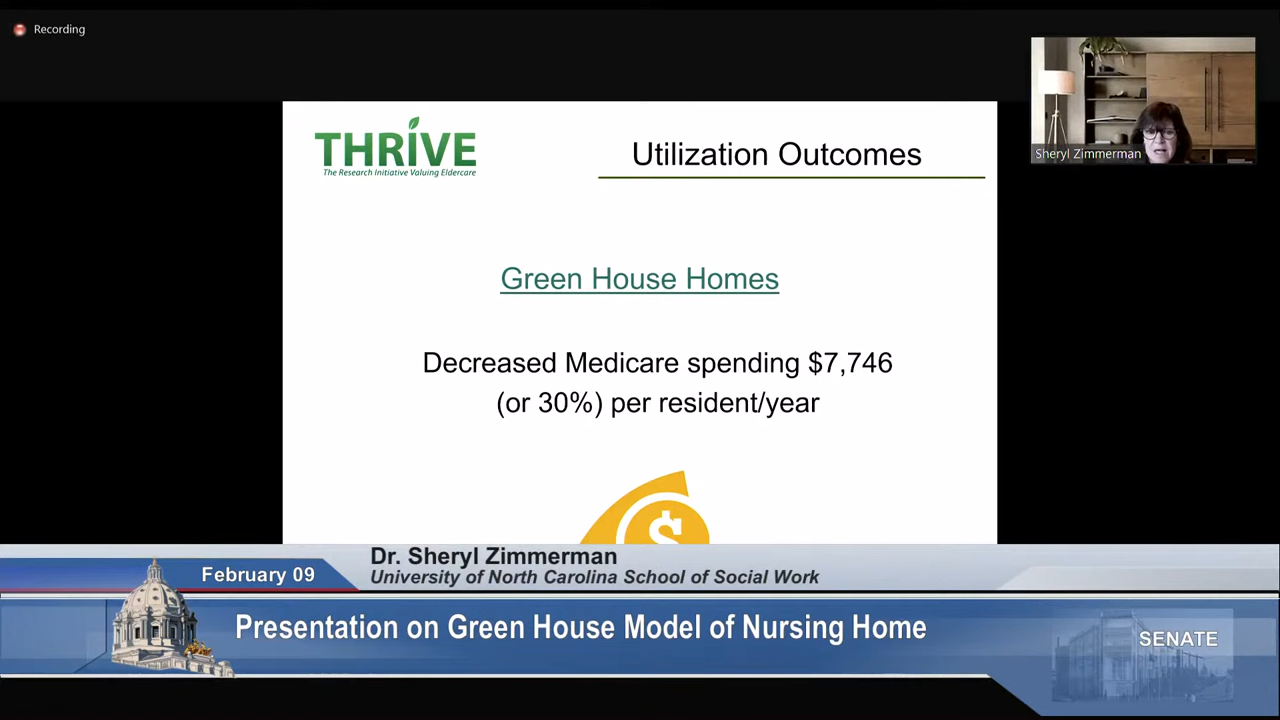 Recording
Sheryl Zimmerman
THRIVE
The Research Initiative Valuing Eldercare
Utilization Outcomes
Green House Homes
Decreased Medicare spending $7,746
(or 30%) per resident/year
$
February 09
Dr. Sheryl Zimmerman
University of North Carolina School of Social Work
Presentation on Green House Model of Nursing Home
SENATE